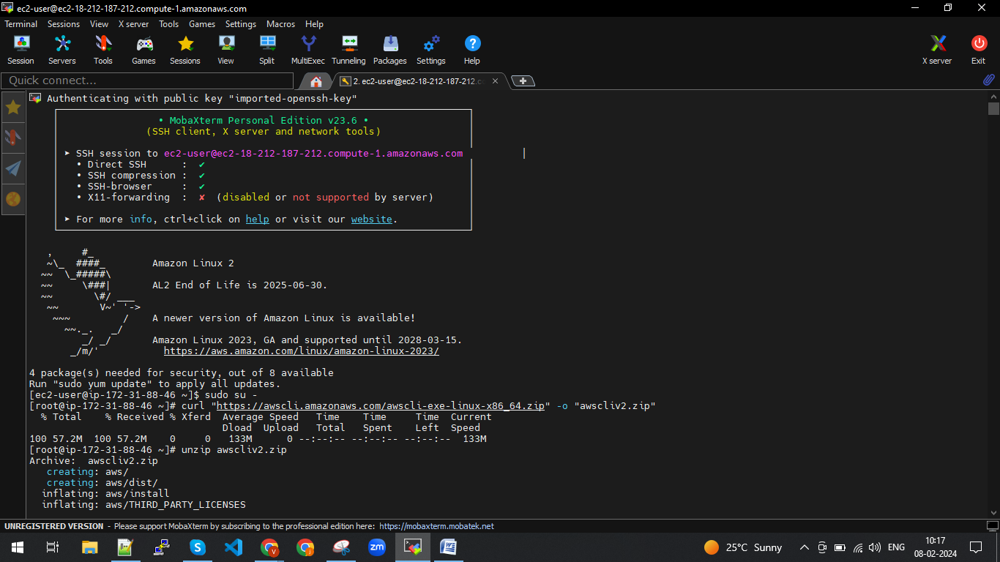 ec2-user@ec2-18-212-187-212.compute-1.amazonaws.com
Terminal Sessions View X server Tools Games Settings Macros Help
Session Servers Tools Games Sessions View Split MultiExec Tunneling Packages Settings Help X server Exit
Quick connect...
2. ec2-user@ec2-18-212-187-212.c
Authenticating with public key "imported-openssh-key"
• MobaXterm Personal Edition v23.6 •
(SSH client, X server and network tools)
➤ SSH session to ec2-user@ec2-18-212-187-212.compute-1.amazonaws.com
• Direct SSH : ✔
• SSH compression : ✔
• SSH-browser : ✔
• X11-forwarding : ✘ (disabled or not supported by server)
➤ For more info, ctrl+click on help or visit our website.
, #_
~\_ ####_ Amazon Linux 2
~~ \_#####\
~~ \###| AL2 End of Life is 2025-06-30.
~~ \#/ ___
~~ V~' '->
~~~ / A newer version of Amazon Linux is available!
~~._. _/
_/ _/ Amazon Linux 2023, GA and supported until 2028-03-15.
_/m/' https://aws.amazon.com/linux/amazon-linux-2023/
4 package(s) needed for security, out of 8 available
Run "sudo yum update" to apply all updates.
[ec2-user@ip-172-31-88-46 ~]$ sudo su -
[root@ip-172-31-88-46 ~]# curl "https://awscli.amazonaws.com/awscli-exe-linux-x86_64.zip" -o "awscliv2.zip"
% Total % Received % Xferd Average Speed Time Time Time Current
Dload Upload Total Spent Left Speed
100 57.2M 100 57.2M 0 0 133M 0 --:--:-- --:--:-- --:--:-- 133M
[root@ip-172-31-88-46 ~]# unzip awscliv2.zip
Archive: awscliv2.zip
creating: aws/
creating: aws/dist/
inflating: aws/install
inflating: aws/THIRD_PARTY_LICENSES
UNREGISTERED VERSION - Please support MobaXterm by subscribing to the professional edition here: https://mobaxterm.mobatek.net
25°C Sunny
ENG
10:17
08-02-2024